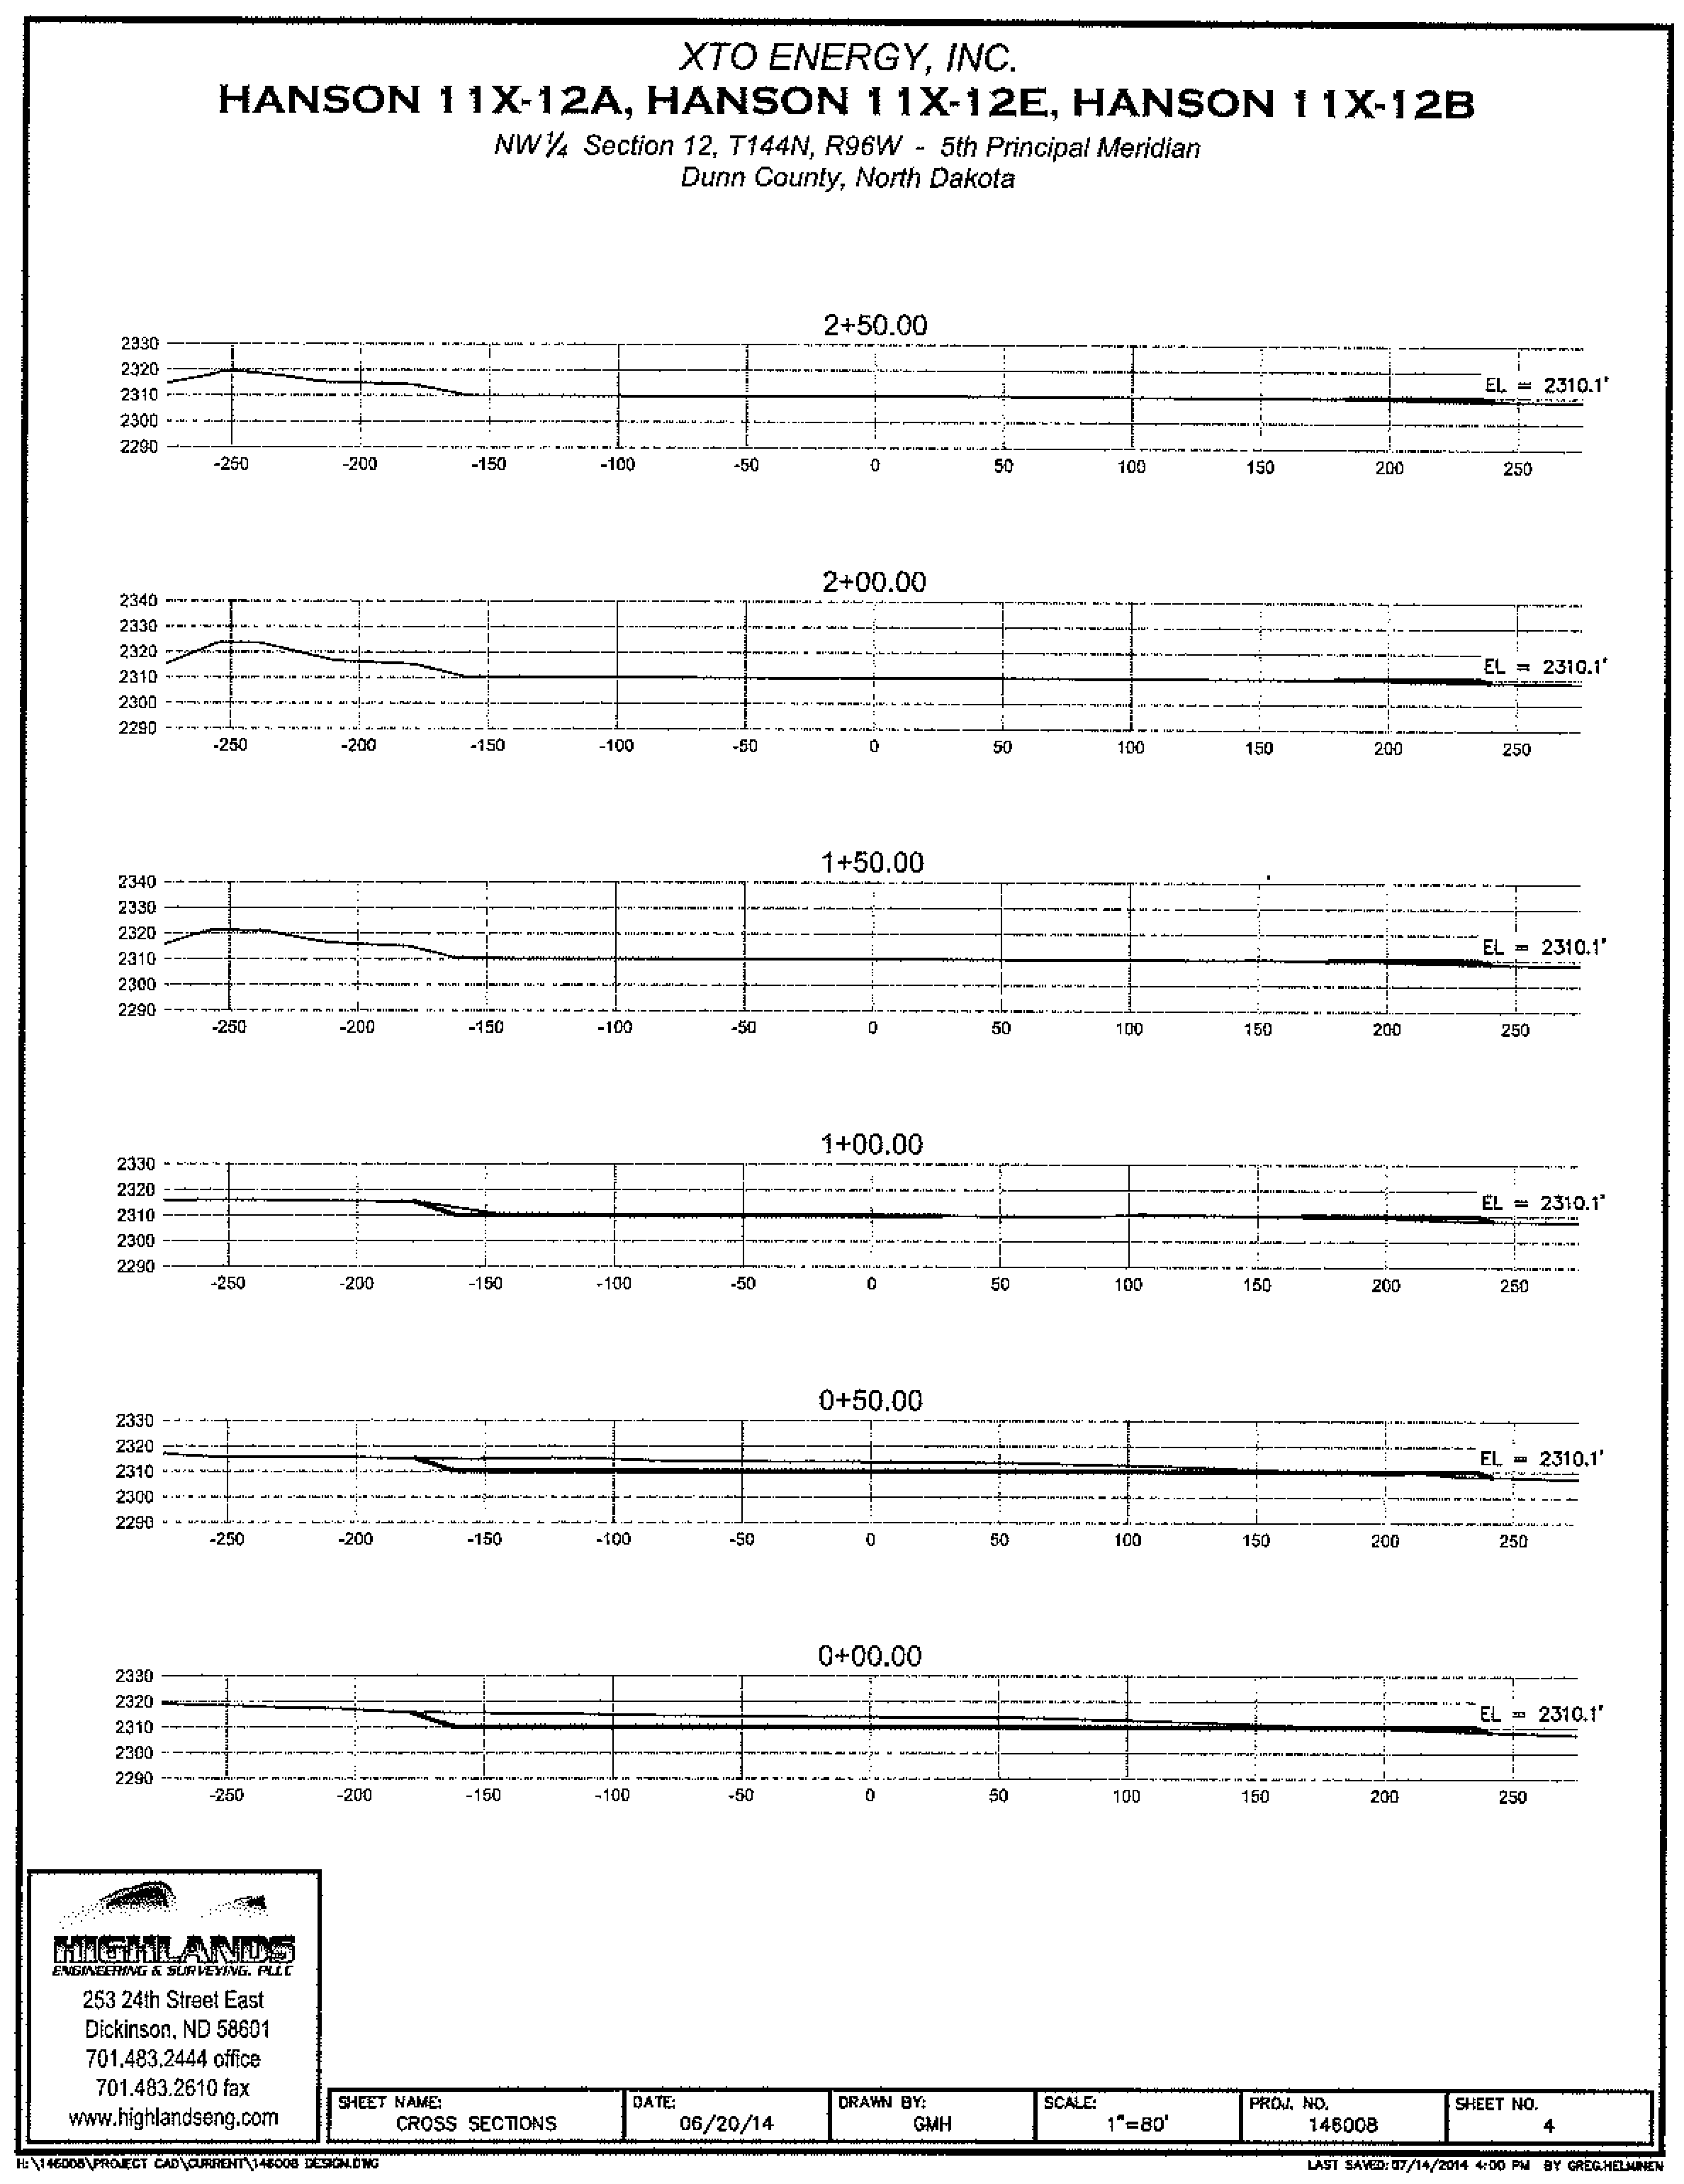 XTO ENERGY, INC.
HANSON 11X-12A, HANSON 11X-12E, HANSON 11X-12B
NW 1/4 Section 12, T144N, R96W - 5th Principal Meridian
Dunn County, North Dakota
2+50.00
2330
2320
2310
2300
2290
EL = 2310.1'
-250 -200 -150 -100 -50 0 50 100 150 200 250
2+00.00
2340
2330
2320
2310
2300
2290
EL = 2310.1'
-250 -200 -150 -100 -50 0 50 100 150 200 250
1+50.00
2340
2330
2320
2310
2300
2290
EL = 2310.1'
-250 -200 -150 -100 -50 0 50 100 150 200 250
1+00.00
2330
2320
2310
2300
2290
EL = 2310.1'
-250 -200 -150 -100 -50 0 50 100 150 200 250
0+50.00
2330
2320
2310
2300
2290
EL = 2310.1'
-250 -200 -150 -100 -50 0 50 100 150 200 250
0+00.00
2330
2320
2310
2300
2290
EL = 2310.1'
-250 -200 -150 -100 -50 0 50 100 150 200 250
HIGHLANDS
ENGINEERING & SURVEYING, PLLC
253 24th Street East
Dickinson, ND 58601
701.483.2444 office
701.483.2610 fax
www.highlandseng.com
SHEET NAME: DATE: DRAWN BY: SCALE: PROJ. NO. SHEET NO.
CROSS SECTIONS 06/20/14 GMH 1"=80' 146008 4
H:\146008\PROJECT CAD\CURRENT\146008 DESIGN.DWG LAST SAVED: 07/14/2014 4:00 PM BY GREG.HELMINEN